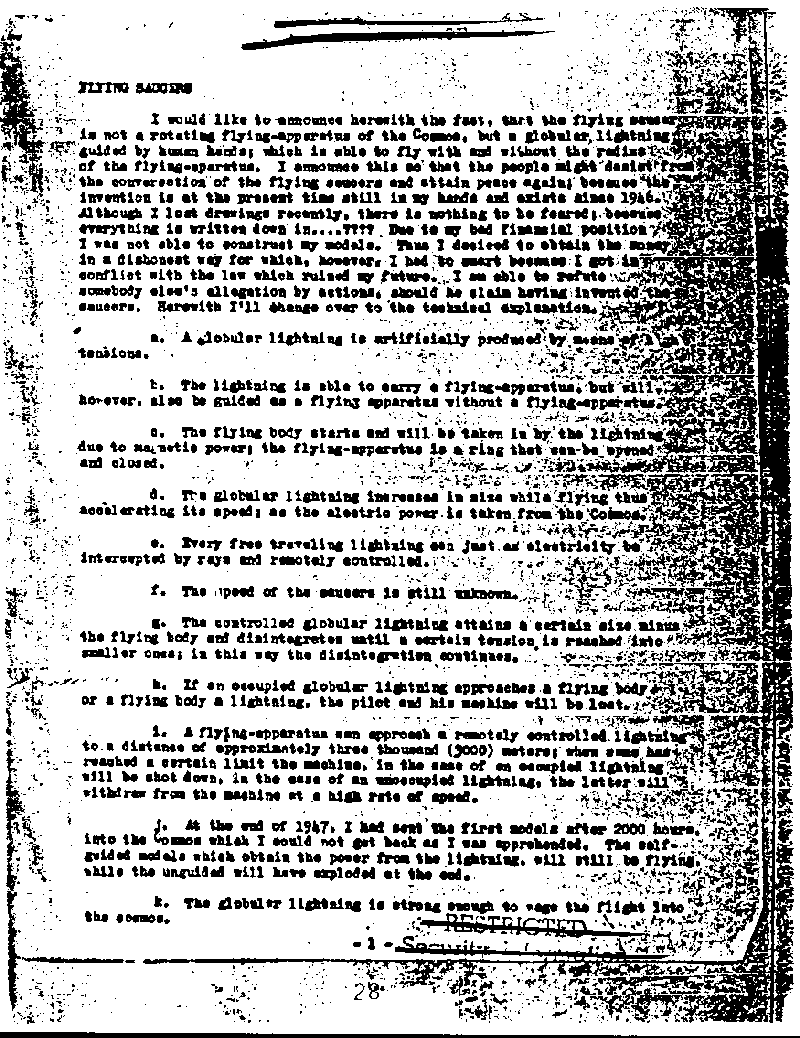 FLYING SAUCERS
I would like to announce herewith the fact, that the flying saucer
is not a rotating flying-apparatus of the Cosmos, but a globular lightning
guided by human hands; which is able to fly with and without the radius
of the flying-aparatus. I announce this so that the people might desist from
the conversation of the flying saucers and attain peace again; because the
invention is at the present time still in my hands and exists since 1946.
Although I lost drawings recently, there is nothing to be feared; because
everything is written down in....???? Due to my bad financial position
I was not able to construct my models. Thus I desired to obtain the money
in a dishonest way for which, however, I had to smart because I got in
conflict with the law which ruined my future. I am able to refute
somebody else's allegation by actions, should he claim having invented the
saucers. Herewith I'll change over to the technical explanation.
a. A globular lightning is artificially produced by means of high
tensions.
b. The lightning is able to carry a flying-apparatus, but will,
however, also be guided as a flying apparatus without a flying-apparatus.
c. The flying body starts and will be taken in by the lightning
due to magnetic power; the flying-apparatus is a ring that can be opened
and closed.
d. The globular lightning increases in size while flying thus
accelerating its speed; as the electric power is taken from the Cosmos.
e. Every free traveling lightning can just as electricity be
intercepted by rays and remotely controlled.
f. The speed of the saucers is still unknown.
g. The controlled globular lightning attains a certain size minus
the flying body and disintegrates until a certain tension is reached into
smaller ones; in this way the disintegration continues.
h. If an occupied globular lightning approaches a flying body
or a flying body a lightning, the pilot and his machine will be lost.
i. A flying-apparatus can approach a remotely controlled lightning
to a distance of approximately three thousand (3000) meters; when same has
reached a certain limit the machine, in the case of an occupied lightning
will be shot down, in the case of an unoccupied lightning, the latter will
withdraw from the machine at a high rate of speed.
j. At the end of 1947, I had sent the first models after 2000 hours,
into the Cosmos which I could not get back as I was apprehended. The self-
guided models which obtain the power from the lightning, will still be flying,
while the unguided will have exploded at the end.
k. The globular lightning is strong enough to wage the flight into
the cosmos.
RESTRICTED
- 1 - Security Information
28